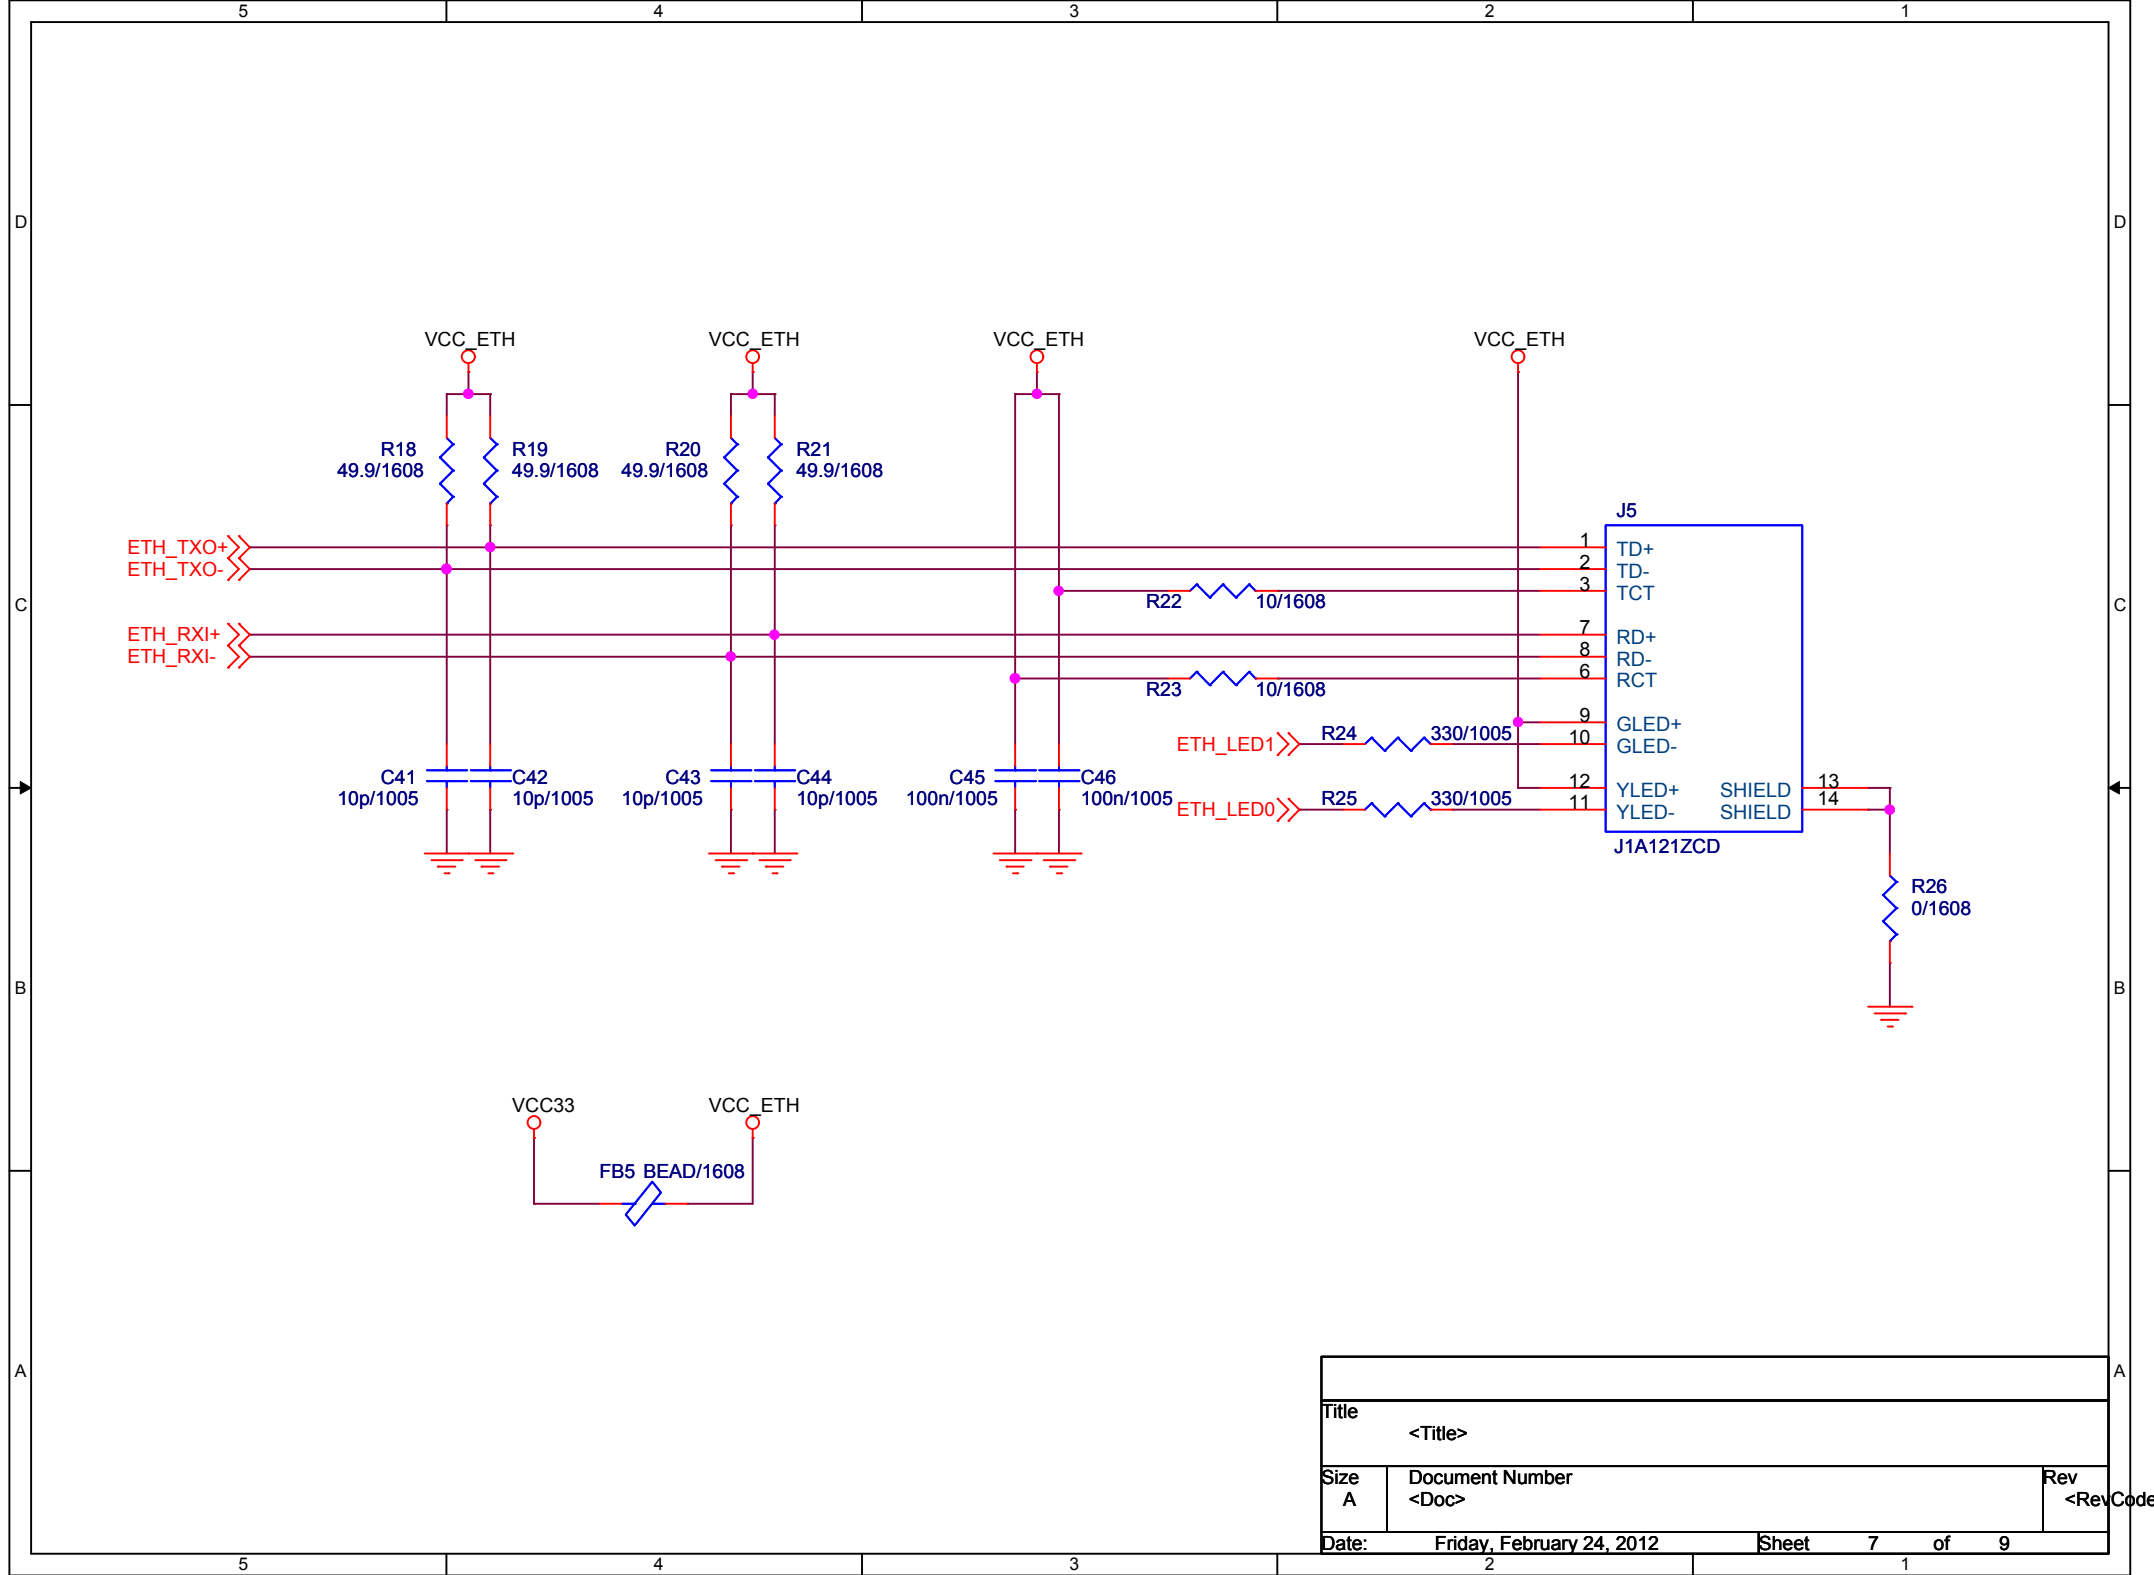 5 4 3 2 1
D D
VCC_ETH VCC_ETH VCC_ETH VCC_ETH
R18 R19 R20 R21
49.9/1608 49.9/1608 49.9/1608 49.9/1608
J5
ETH_TXO+ 1 TD+
ETH_TXO- 2 TD-
3 TCT
R22 10/1608
C C
ETH_RXI+ 7 RD+
ETH_RXI- 8 RD-
6 RCT
R23 10/1608
9 GLED+
ETH_LED1 R24 330/1005 10 GLED-
C41 C42 C43 C44 C45 C46
10p/1005 10p/1005 10p/1005 10p/1005 100n/1005 100n/1005
12 YLED+ SHIELD 13
ETH_LED0 R25 330/1005 11 YLED- SHIELD 14
J1A121ZCD
R26
0/1608
B B
VCC33 VCC_ETH
FB5 BEAD/1608
A A
Title
<Title>
Size Document Number Rev
A <Doc> <RevCode
Date: Friday, February 24, 2012 Sheet 7 of 9
5 4 3 2 1